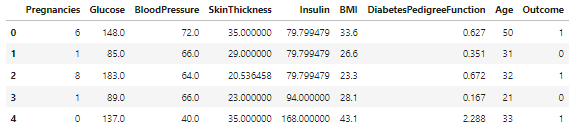 Pregnancies Glucose BloodPressure SkinThickness Insulin BMI DiabetesPedigreeFunction Age Outcome
0 6 148.0 72.0 35.000000 79.799479 33.6 0.627 50 1
1 1 85.0 66.0 29.000000 79.799479 26.6 0.351 31 0
2 8 183.0 64.0 20.536458 79.799479 23.3 0.672 32 1
3 1 89.0 66.0 23.000000 94.000000 28.1 0.167 21 0
4 0 137.0 40.0 35.000000 168.000000 43.1 2.288 33 1